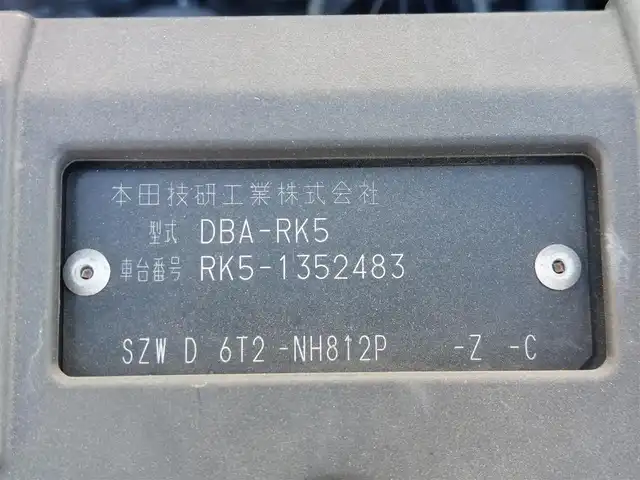 本田技研工業株式会社
型式 DBA-RK5
車台番号 RK5-1352483
SZW D 6T2 -NH812P -Z -C